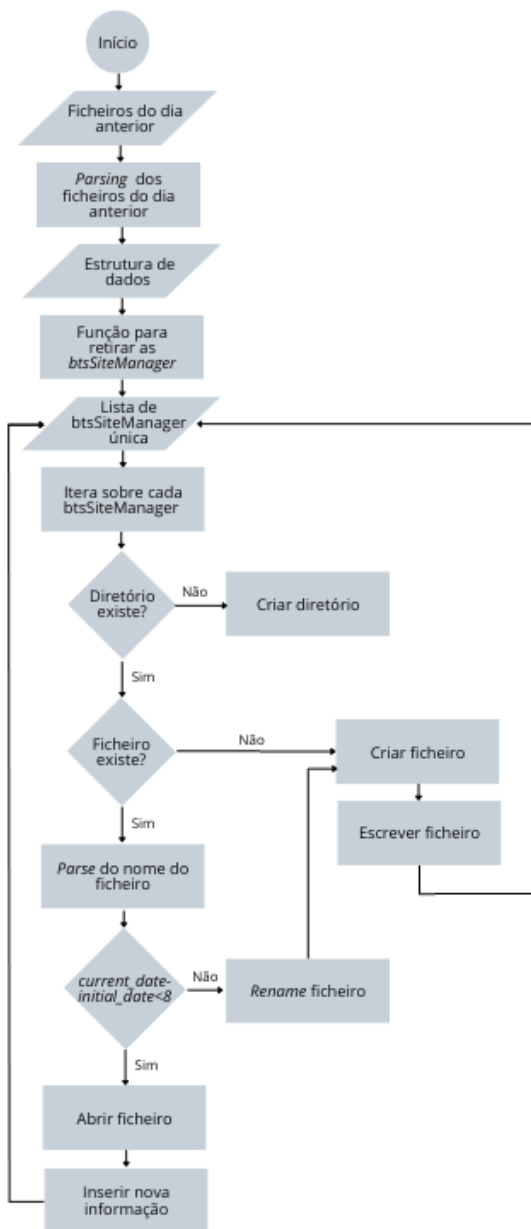 Início
Ficheiros do dia
anterior
Parsing dos
ficheiros do dia
anterior
Estrutura de
dados
Função para
retirar as
btsSiteManager
Lista de
btsSiteManager
única
Itera sobre cada
btsSiteManager
Diretório
existe?
Não
Criar diretório
Sim
Ficheiro
existe?
Não
Criar ficheiro
Sim
Escrever ficheiro
Parse do nome do
ficheiro
current_date-
initial_date<8
Não
Rename ficheiro
Sim
Abrir ficheiro
Inserir nova
informação